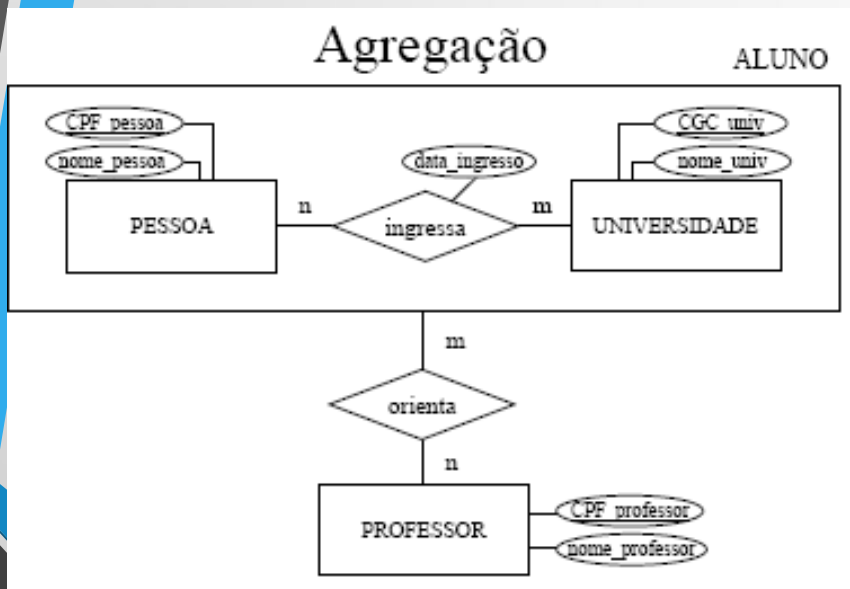 Agregação
ALUNO
CPF_pessoa
CGC_univ
nome_pessoa
data_ingresso
nome_univ
PESSOA
n
ingressa
m
UNIVERSIDADE
m
orienta
n
PROFESSOR
CPF_professor
nome_professor